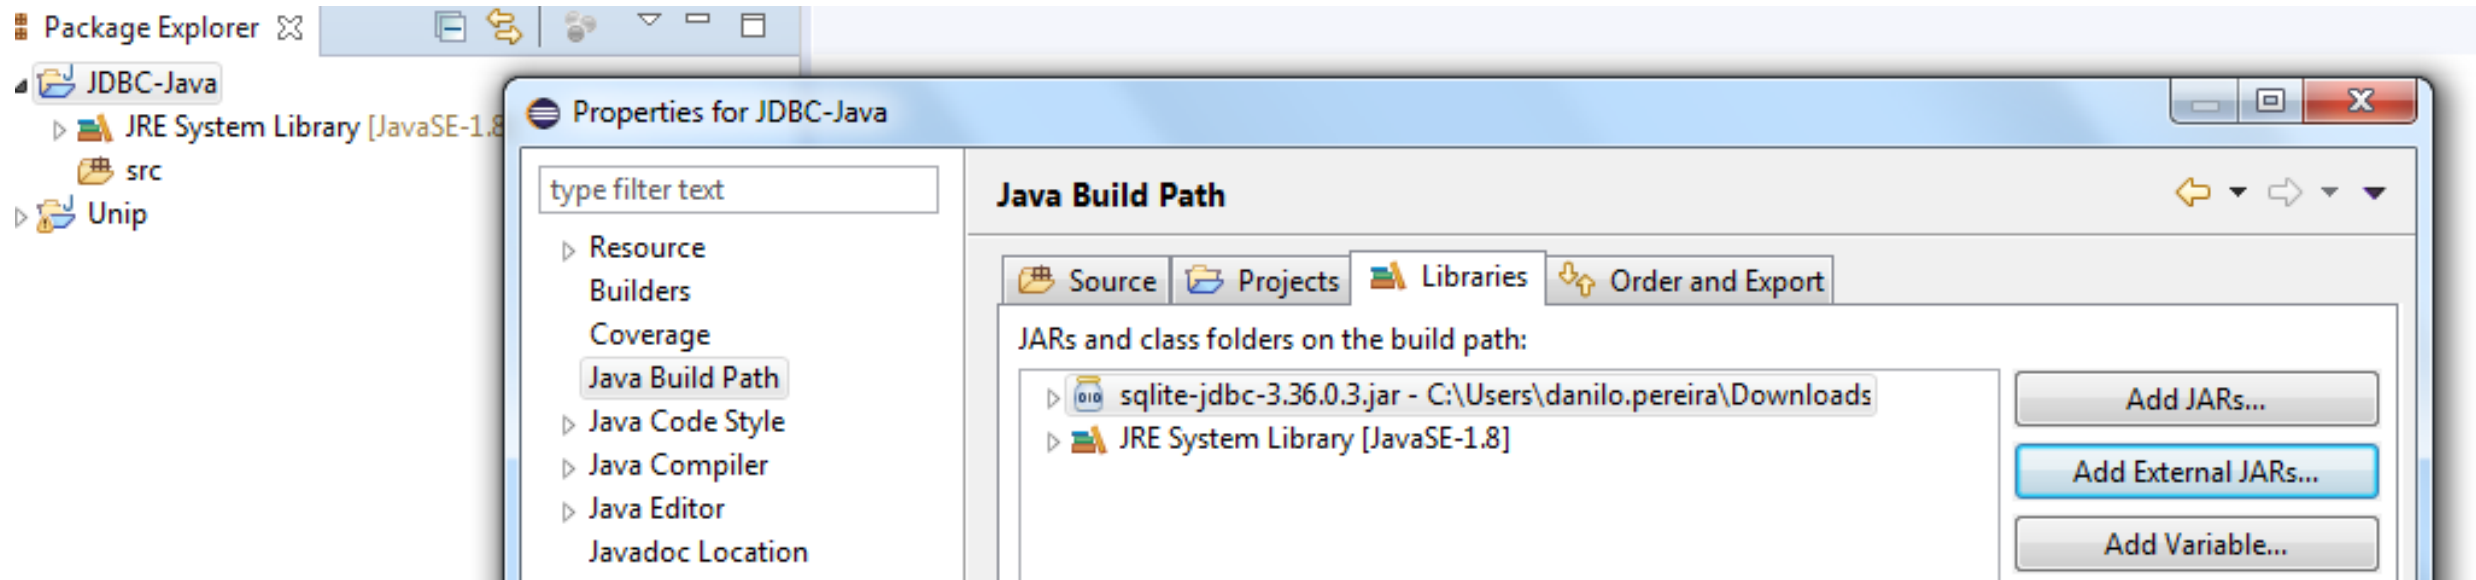 Package Explorer
JDBC-Java
JRE System Library [JavaSE-1.8
src
Unip
Properties for JDBC-Java
type filter text
Resource
Builders
Coverage
Java Build Path
Java Code Style
Java Compiler
Java Editor
Javadoc Location
Java Build Path
Source Projects Libraries Order and Export
JARs and class folders on the build path:
sqlite-jdbc-3.36.0.3.jar - C:\Users\danilo.pereira\Downloads
JRE System Library [JavaSE-1.8]
Add JARs...
Add External JARs...
Add Variable...